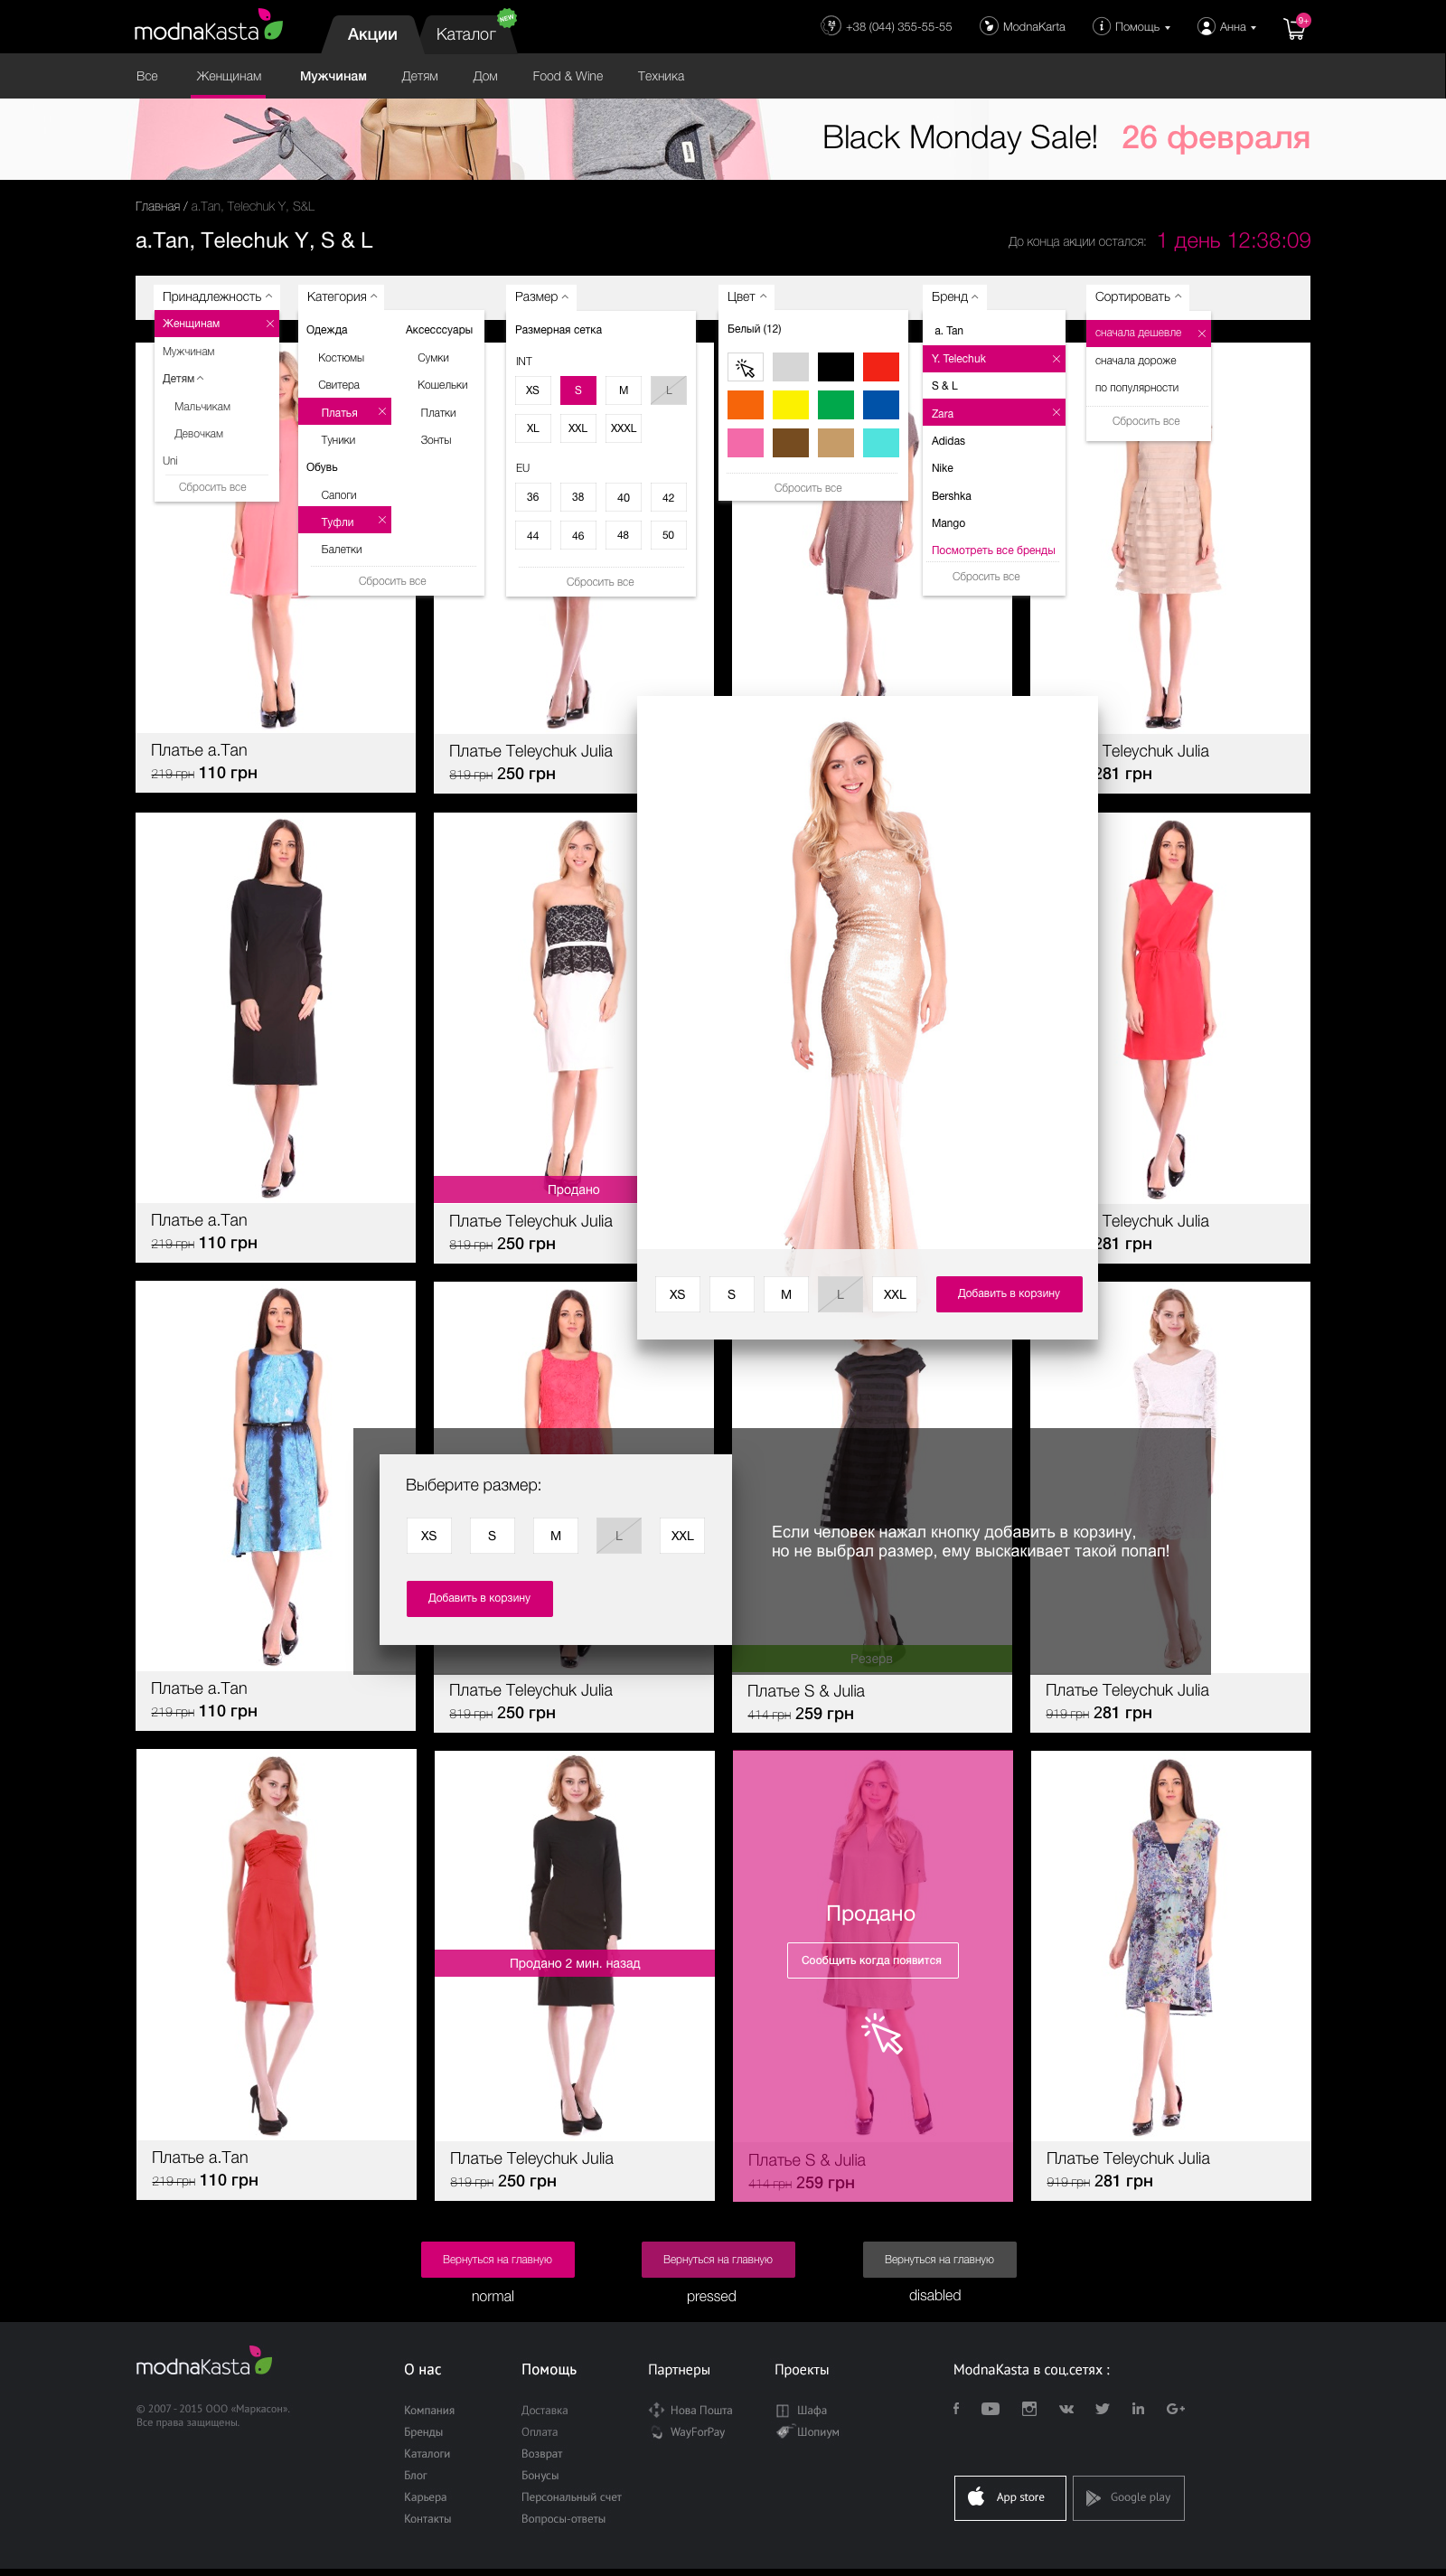 modnaKasta
Акции
Каталог
NEW
24
7
+38 (044) 355-55-55
ModnaKarta
Помощь
Анна
9+
Все
Женщинам
Мужчинам
Детям
Дом
Food & Wine
Техника
Black Monday Sale! 26 февраля
Главная / a.Tan, Telechuk Y, S&L
a.Tan, Telechuk Y, S & L
До конца акции остался: 1 день 12:38:09
Принадлежность
Женщинам
Мужчинам
Детям
Мальчикам
Девочкам
Uni
Сбросить все
Категория
Одежда
Костюмы
Свитера
Платья
Туники
Обувь
Сапоги
Туфли
Балетки
Аксесссуары
Сумки
Кошельки
Платки
Зонты
Сбросить все
Размер
Размерная сетка
INT
XS S M L
XL XXL XXXL
EU
36 38 40 42
44 46 48 50
Сбросить все
Цвет
Белый (12)
Сбросить все
Бренд
a. Tan
Y. Telechuk
S & L
Zara
Adidas
Nike
Bershka
Mango
Посмотреть все бренды
Сбросить все
Сортировать
сначала дешевле
сначала дороже
по популярности
Сбросить все
Платье a.Tan
219 грн 110 грн
Платье Teleychuk Julia
819 грн 250 грн
Teleychuk Julia
281 грн
Платье a.Tan
219 грн 110 грн
Продано
Платье Teleychuk Julia
819 грн 250 грн
Teleychuk Julia
281 грн
XS S M L XXL
Добавить в корзину
Выберите размер:
XS S M L XXL
Добавить в корзину
Если человек нажал кнопку добавить в корзину,
но не выбрал размер, ему выскакивает такой попап!
Резерв
Платье a.Tan
219 грн 110 грн
Платье Teleychuk Julia
819 грн 250 грн
Платье S & Julia
414 грн 259 грн
Платье Teleychuk Julia
919 грн 281 грн
Платье a.Tan
219 грн 110 грн
Продано 2 мин. назад
Платье Teleychuk Julia
819 грн 250 грн
Продано
Сообщить когда появится
Платье S & Julia
414 грн 259 грн
Платье Teleychuk Julia
919 грн 281 грн
Вернуться на главную
normal
Вернуться на главную
pressed
Вернуться на главную
disabled
modnaKasta
© 2007 - 2015 ООО «Маркасон».
Все права защищены.
О нас
Компания
Бренды
Каталоги
Блог
Карьера
Контакты
Помощь
Доставка
Оплата
Возврат
Бонусы
Персональный счет
Вопросы-ответы
Партнеры
Нова Пошта
WayForPay
Проекты
Шафа
Шопиум
ModnaKasta в соц.сетях :
App store
Google play